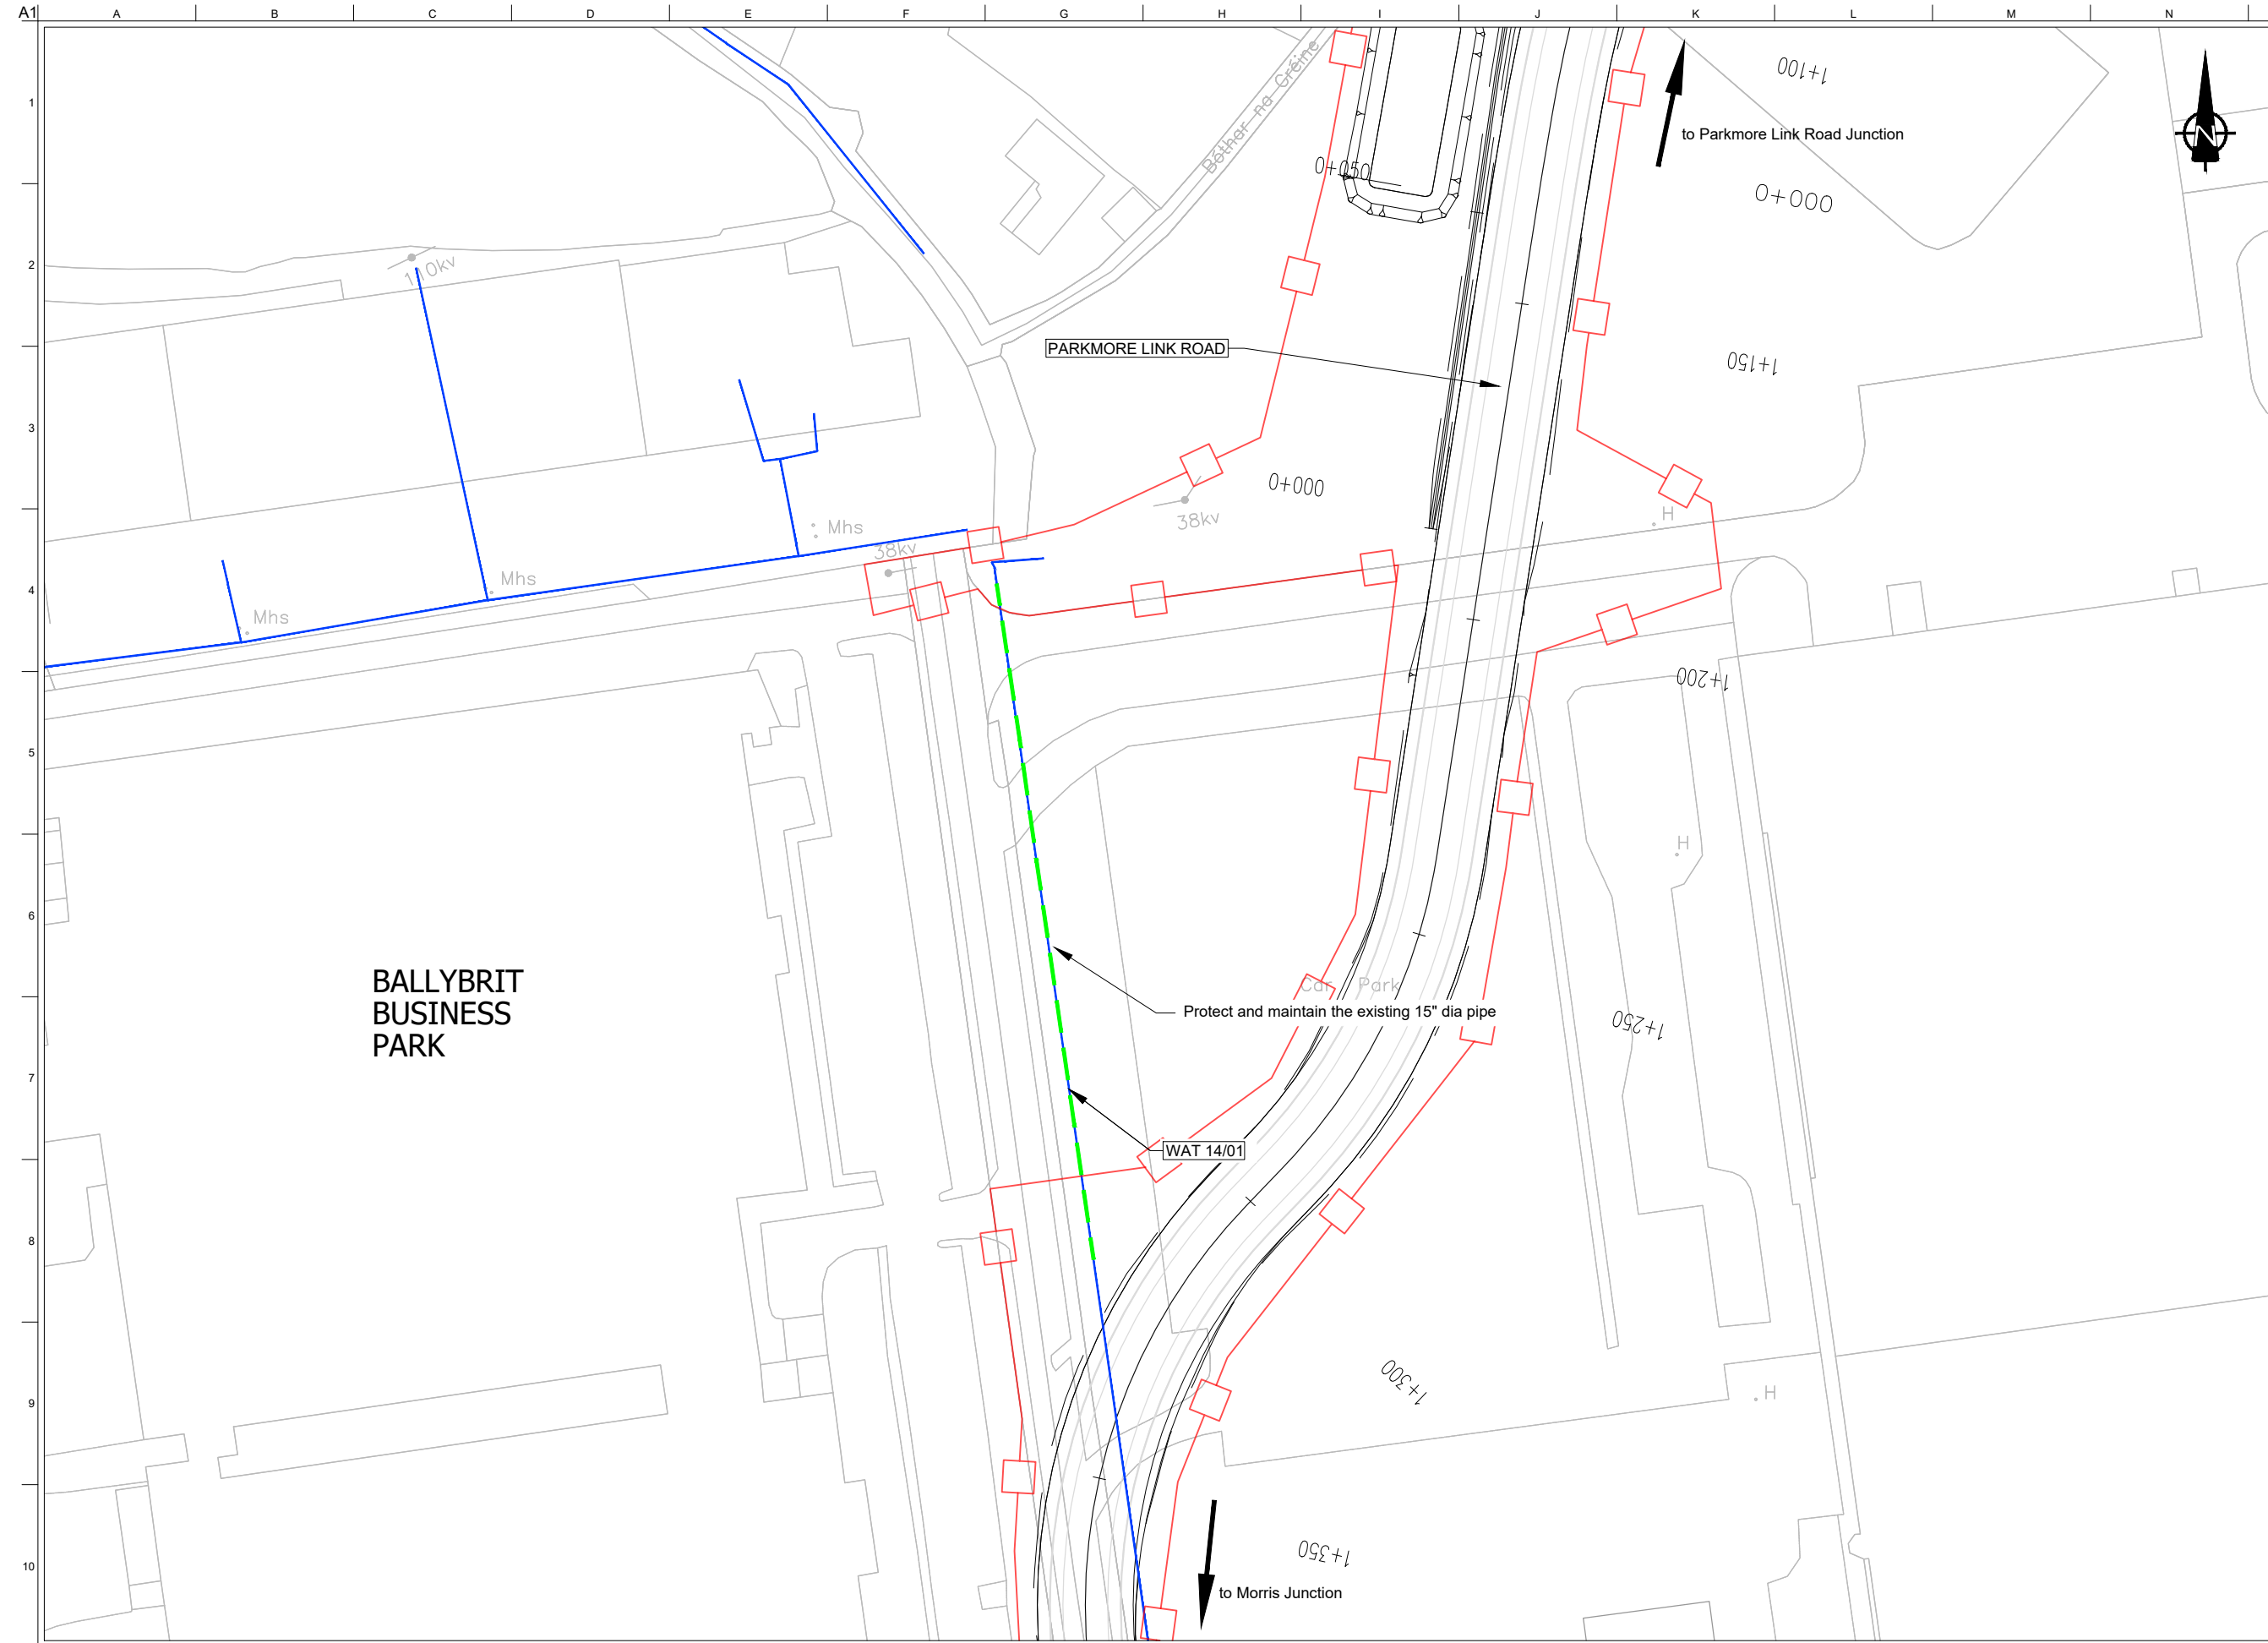 A1 A B C D E F G H I J K L M N
1
2
3
4
5
6
7
8
9
10
1+100
to Parkmore Link Road Junction
N
Bóthar na Gréine
0+050
0+000
110kv
PARKMORE LINK ROAD
1+150
0+000
38kv
H
Mhs
38kv
Mhs
Mhs
1+200
H
BALLYBRIT
BUSINESS
PARK
Car Park
Protect and maintain the existing 15" dia pipe
1+250
WAT 14/01
1+300
H
1+350
to Morris Junction